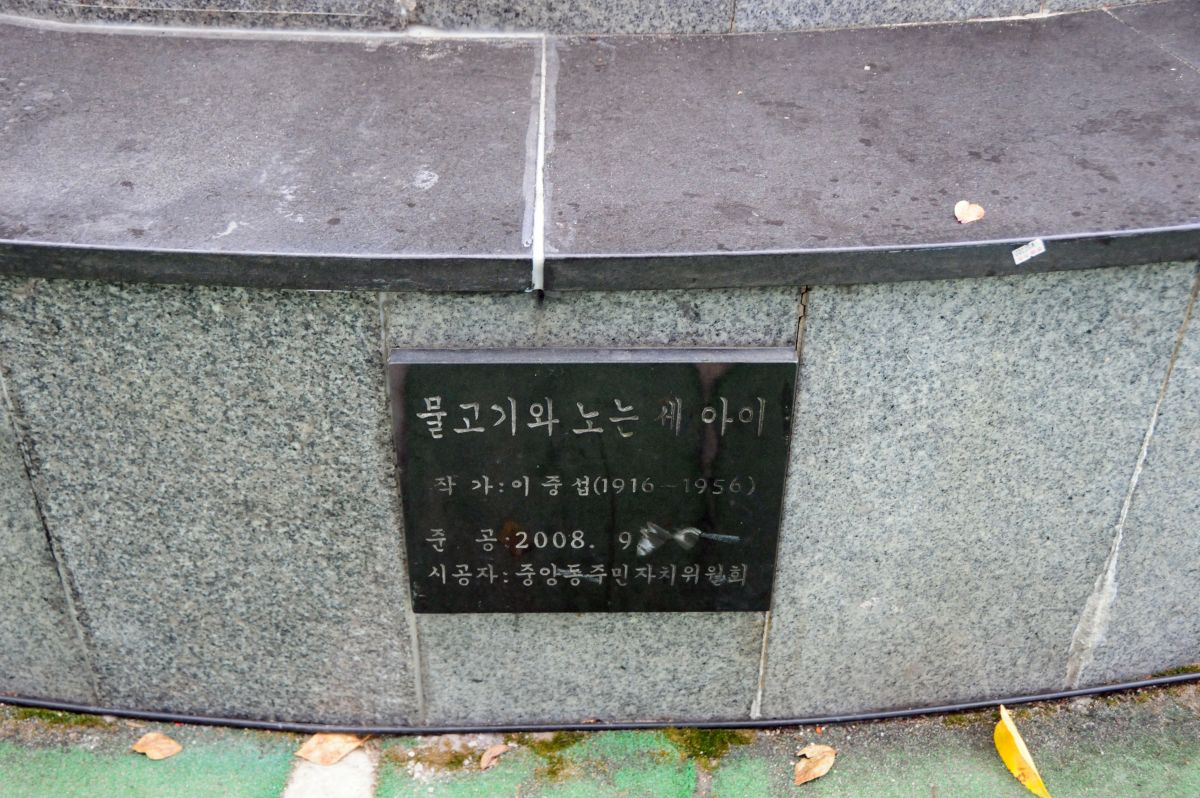 물고기와 노는 세 아이
작 가:이 중 섭(1916-1956)
준 공:2008. 9
시공자:중앙동주민자치위원회